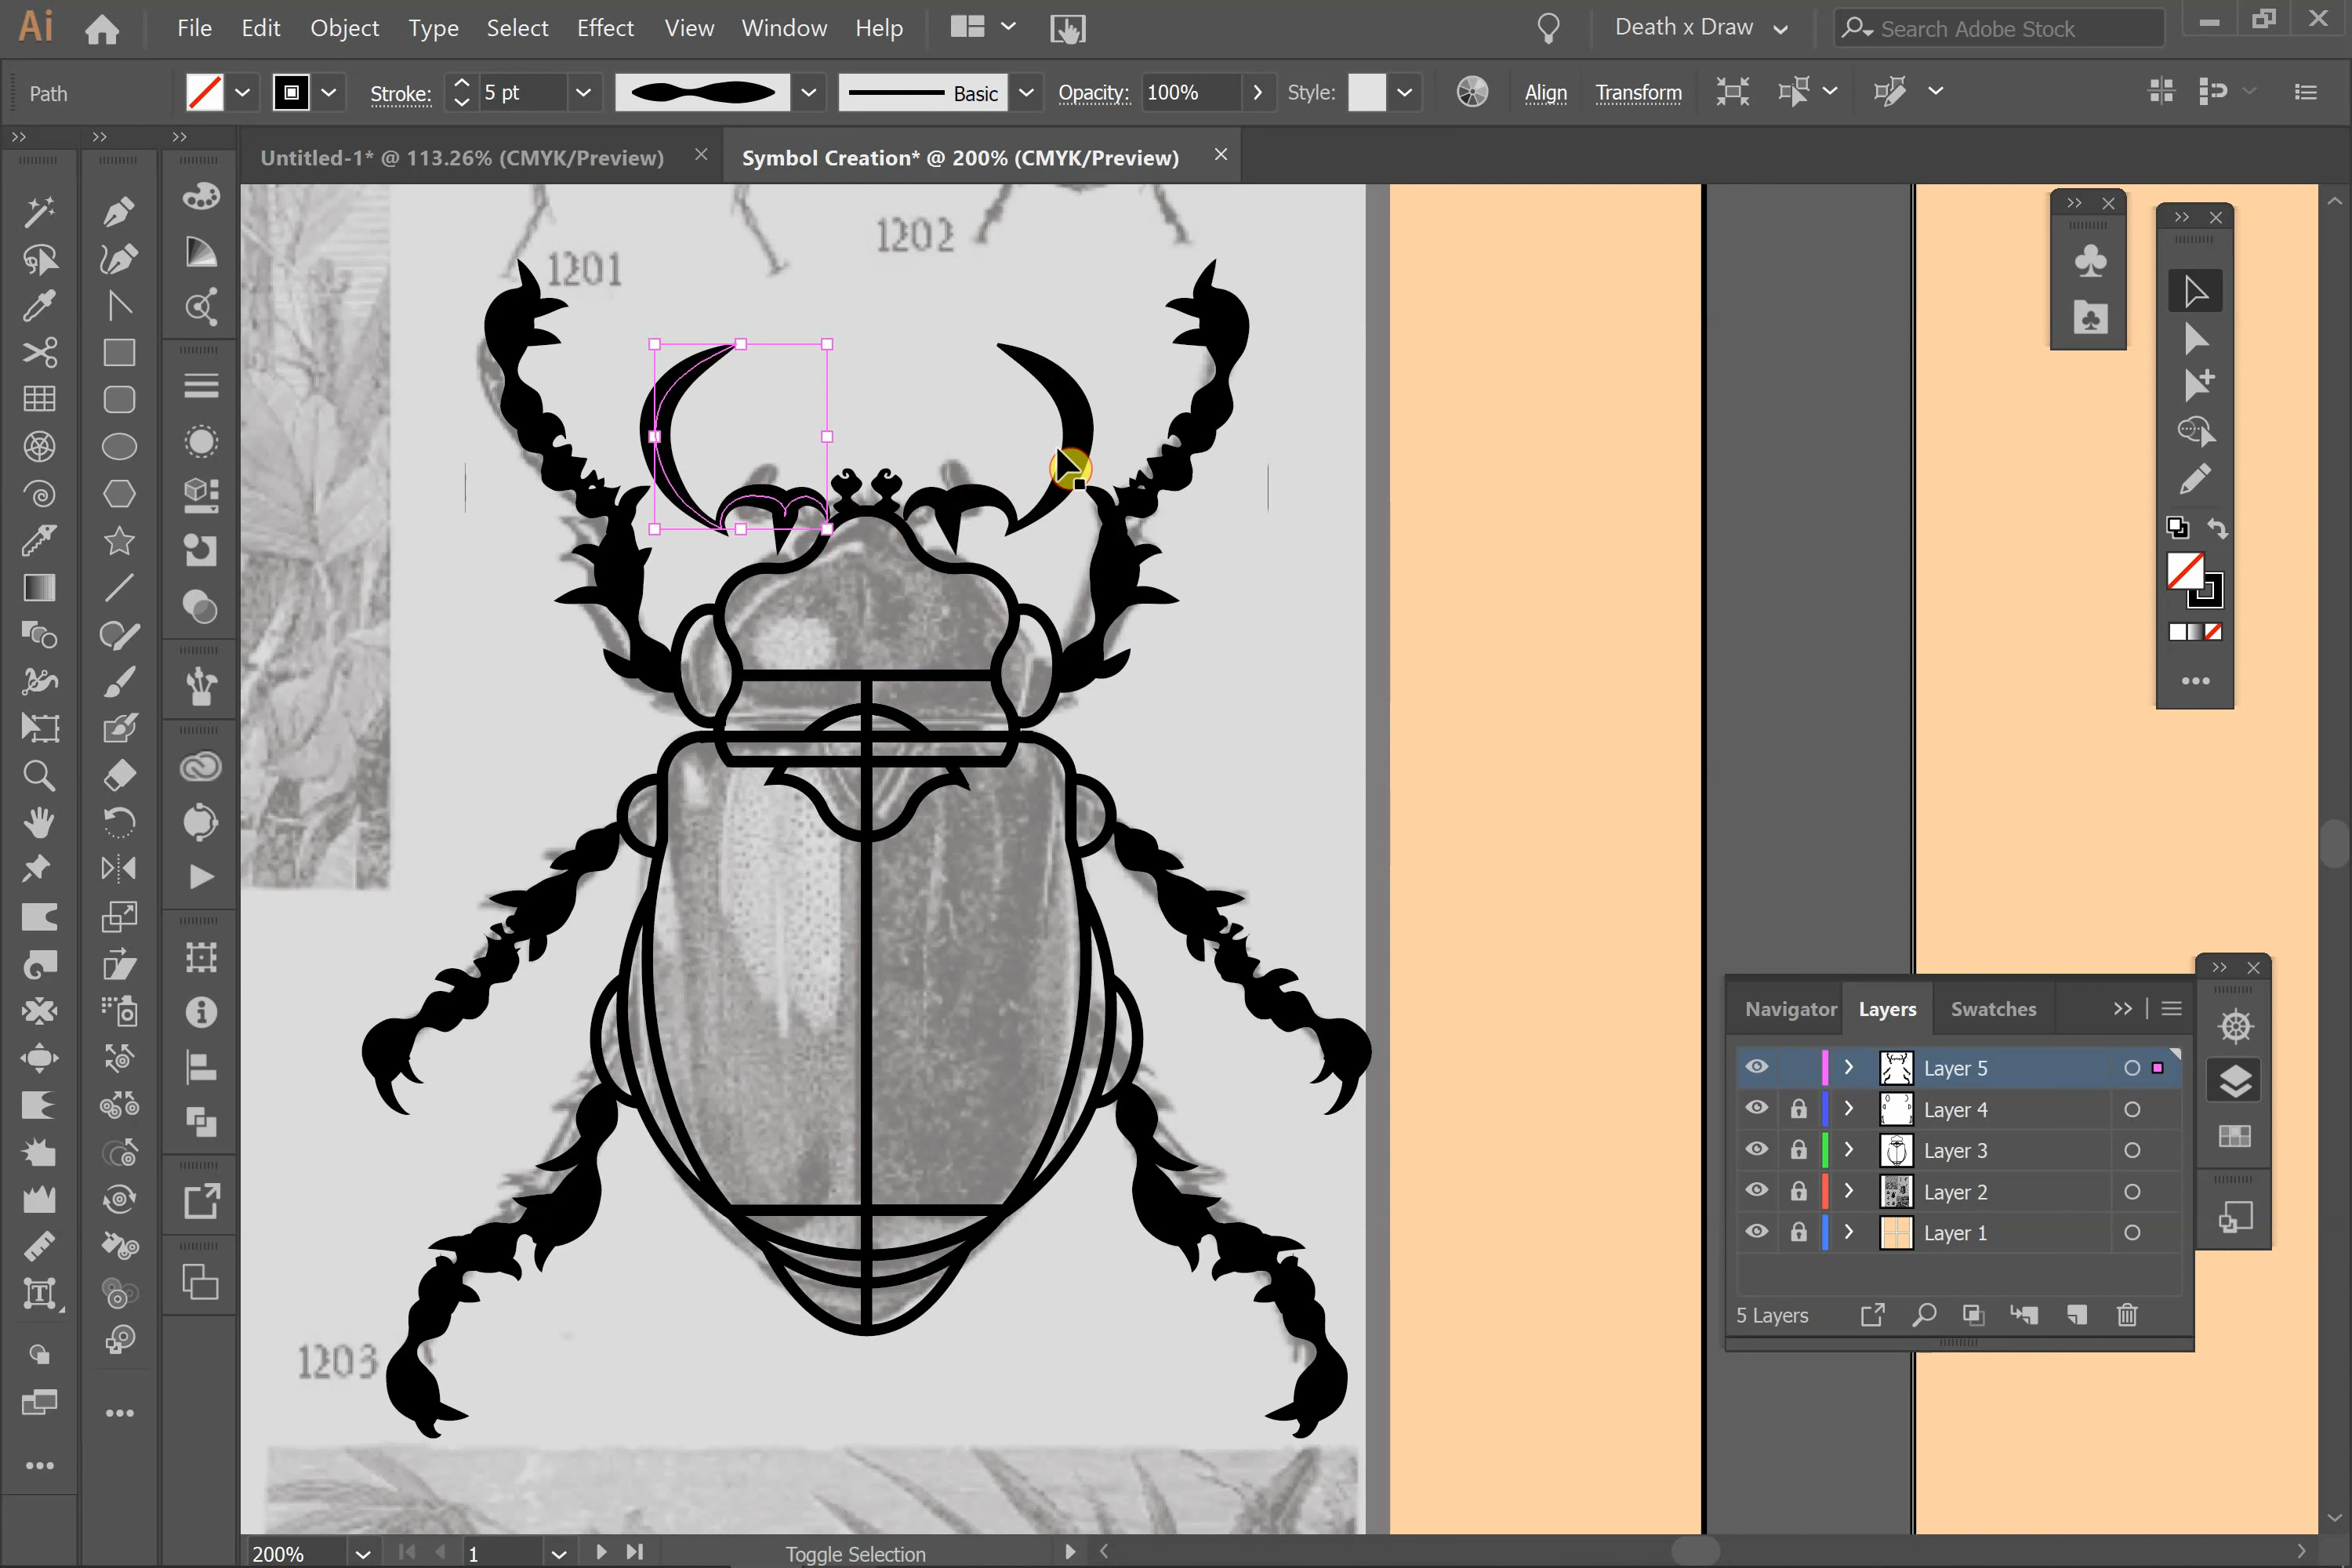 Ai File Edit Object Type Select Effect View Window Help Death x Draw Search Adobe Stock
Path Stroke: 5 pt Basic Opacity: 100% Style: Align Transform
Untitled-1* @ 113.26% (CMYK/Preview) Symbol Creation* @ 200% (CMYK/Preview)
1202
1201
Navigator Layers Swatches
Layer 5
Layer 4
Layer 3
Layer 2
Layer 1
5 Layers
1203
200% 1 Toggle Selection